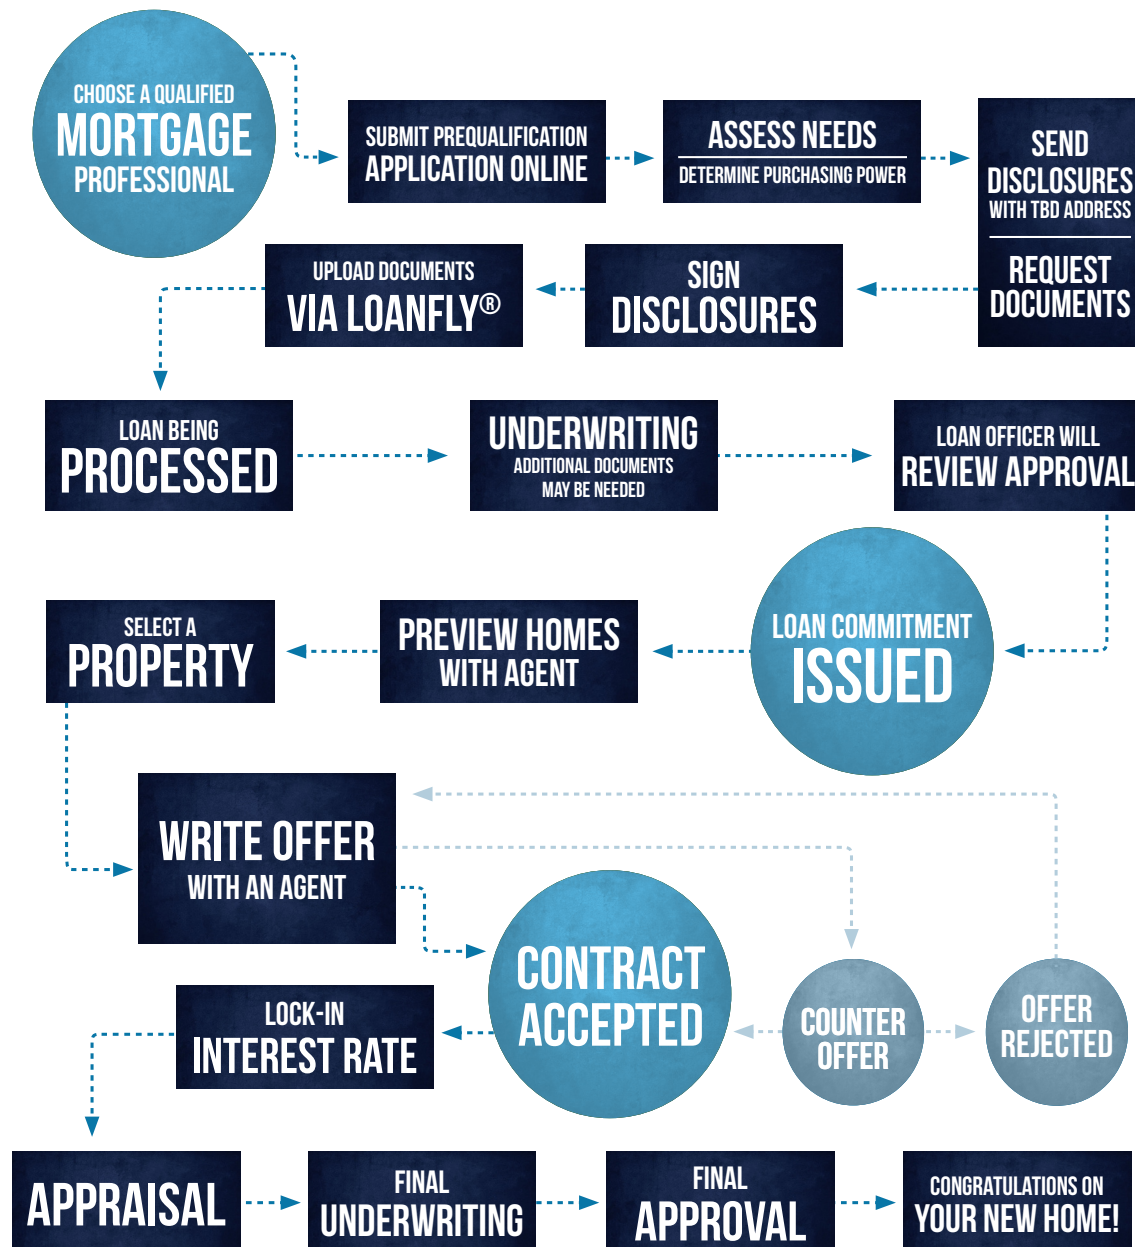 CHOOSE A QUALIFIED
MORTGAGE
PROFESSIONAL
SUBMIT PREQUALIFICATION
APPLICATION ONLINE
ASSESS NEEDS
DETERMINE PURCHASING POWER
SEND
DISCLOSURES
WITH TBD ADDRESS
REQUEST
DOCUMENTS
SIGN
DISCLOSURES
UPLOAD DOCUMENTS
VIA LOANFLY®
LOAN BEING
PROCESSED
UNDERWRITING
ADDITIONAL DOCUMENTS
MAY BE NEEDED
LOAN OFFICER WILL
REVIEW APPROVAL
LOAN COMMITMENT
ISSUED
PREVIEW HOMES
WITH AGENT
SELECT A
PROPERTY
WRITE OFFER
WITH AN AGENT
CONTRACT
ACCEPTED
COUNTER
OFFER
OFFER
REJECTED
LOCK-IN
INTEREST RATE
APPRAISAL
FINAL
UNDERWRITING
FINAL
APPROVAL
CONGRATULATIONS ON
YOUR NEW HOME!